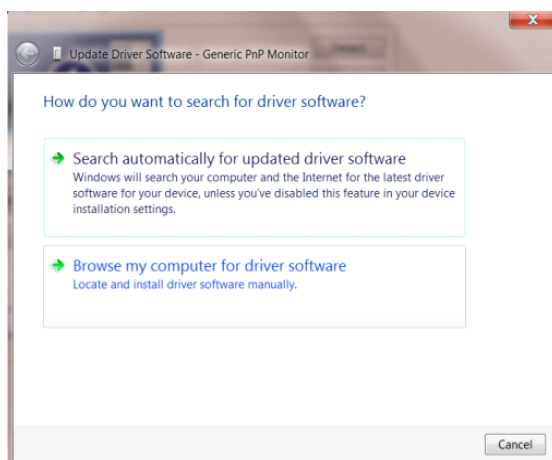 X
Update Driver Software - Generic PnP Monitor
How do you want to search for driver software?
Search automatically for updated driver software
Windows will search your computer and the Internet for the latest driver
software for your device, unless you've disabled this feature in your device
installation settings.
Browse my computer for driver software
Locate and install driver software manually.
Cancel